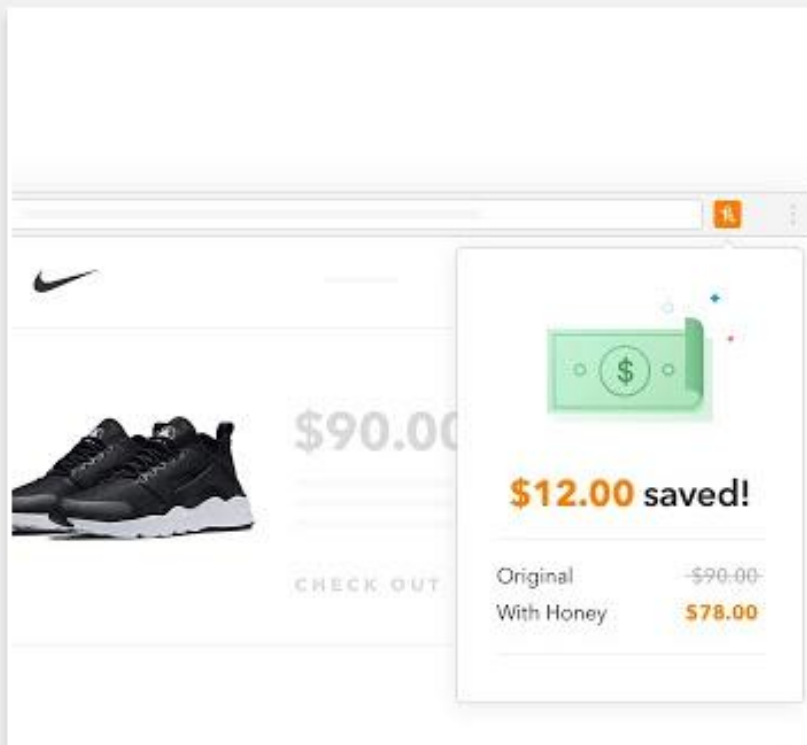 $90.00
CHECK OUT
$
$12.00 saved!
Original $90.00
With Honey $78.00